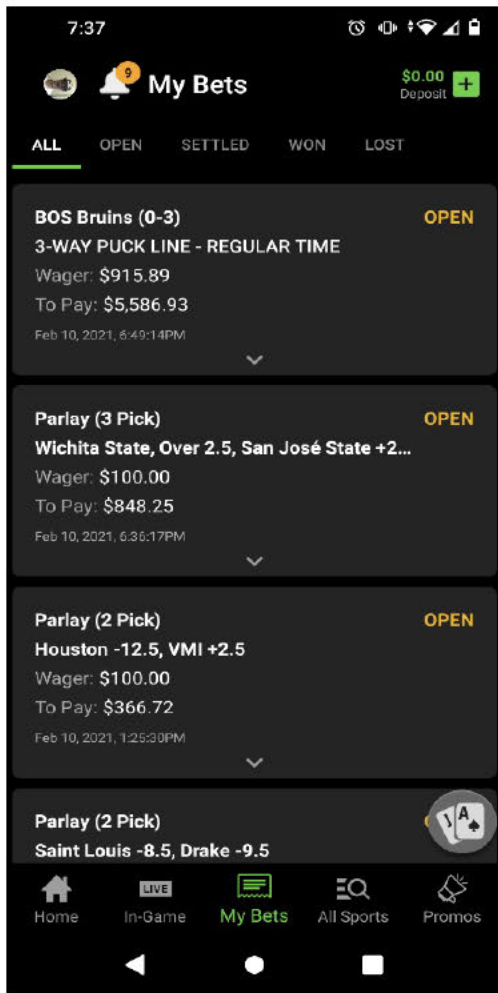 7:37
9
My Bets
$0.00
Deposit
ALL OPEN SETTLED WON LOST
BOS Bruins (0-3) OPEN
3-WAY PUCK LINE - REGULAR TIME
Wager: $915.89
To Pay: $5,586.93
Feb 10, 2021, 6:49:14PM
Parlay (3 Pick) OPEN
Wichita State, Over 2.5, San José State +2...
Wager: $100.00
To Pay: $848.25
Feb 10, 2021, 6:36:17PM
Parlay (2 Pick) OPEN
Houston -12.5, VMI +2.5
Wager: $100.00
To Pay: $366.72
Feb 10, 2021, 1:25:30PM
Parlay (2 Pick)
A
Saint Louis -8.5, Drake -9.5
LIVE
Home In-Game My Bets All Sports Promos